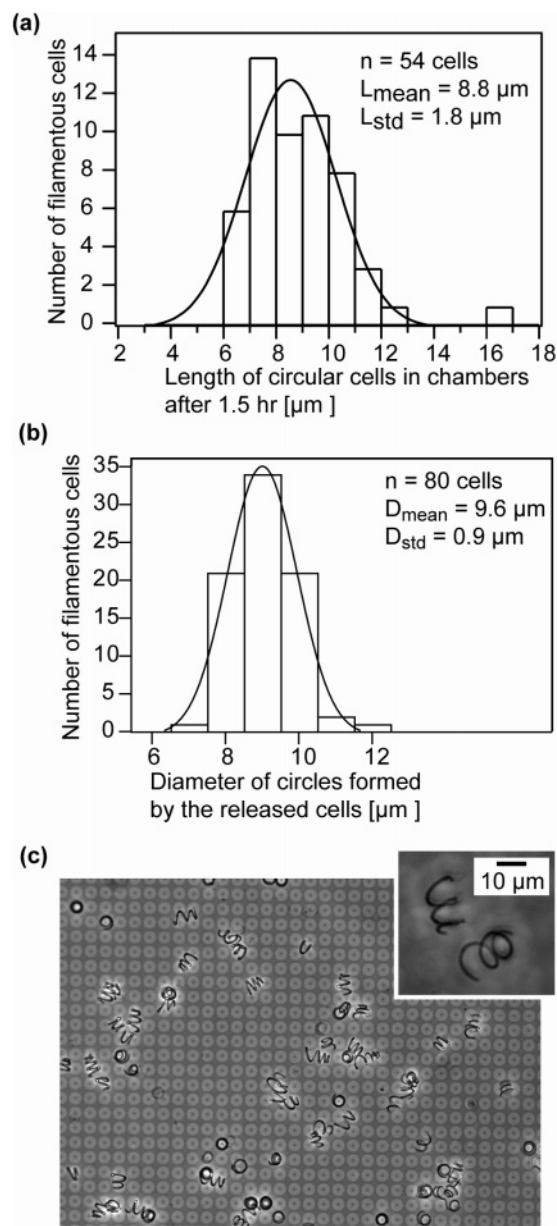 (a)
Number of filamentous cells
14
12
10
8
6
4
2
0
n = 54 cells
Lmean = 8.8 µm
Lstd = 1.8 µm
2 4 6 8 10 12 14 16 18
Length of circular cells in chambers
after 1.5 hr [µm ]
(b)
Number of filamentous cells
35
30
25
20
15
10
5
0
n = 80 cells
Dmean = 9.6 µm
Dstd = 0.9 µm
6 8 10 12
Diameter of circles formed
by the released cells [µm ]
(c)
10 µm